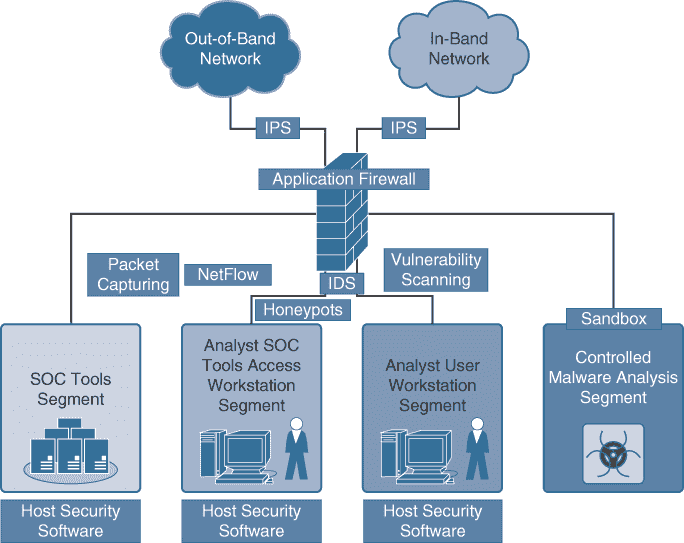 Out-of-Band
Network
In-Band
Network
IPS
IPS
Application Firewall
Packet
Capturing
NetFlow
IDS
Vulnerability
Scanning
Honeypots
Sandbox
SOC Tools
Segment
Analyst SOC
Tools Access
Workstation
Segment
Analyst User
Workstation
Segment
Controlled
Malware Analysis
Segment
Host Security
Software
Host Security
Software
Host Security
Software